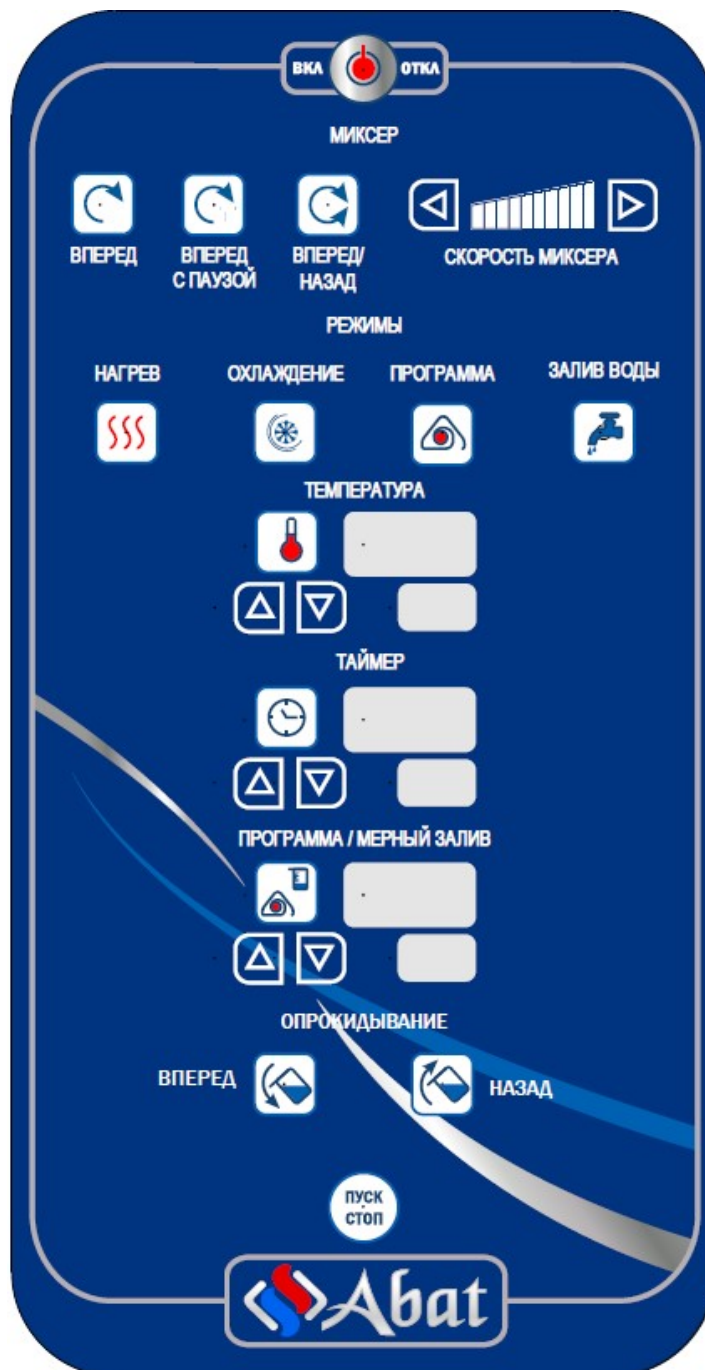 ВКЛ ОТКЛ
МИКСЕР
ВПЕРЕД
ВПЕРЕД
С ПАУЗОЙ
ВПЕРЕД/
НАЗАД
СКОРОСТЬ МИКСЕРА
РЕЖИМЫ
НАГРЕВ ОХЛАЖДЕНИЕ ПРОГРАММА ЗАЛИВ ВОДЫ
ТЕМПЕРАТУРА
ТАЙМЕР
ПРОГРАММА / МЕРНЫЙ ЗАЛИВ
ОПРОКИДЫВАНИЕ
ВПЕРЕД НАЗАД
ПУСК
СТОП
Abat